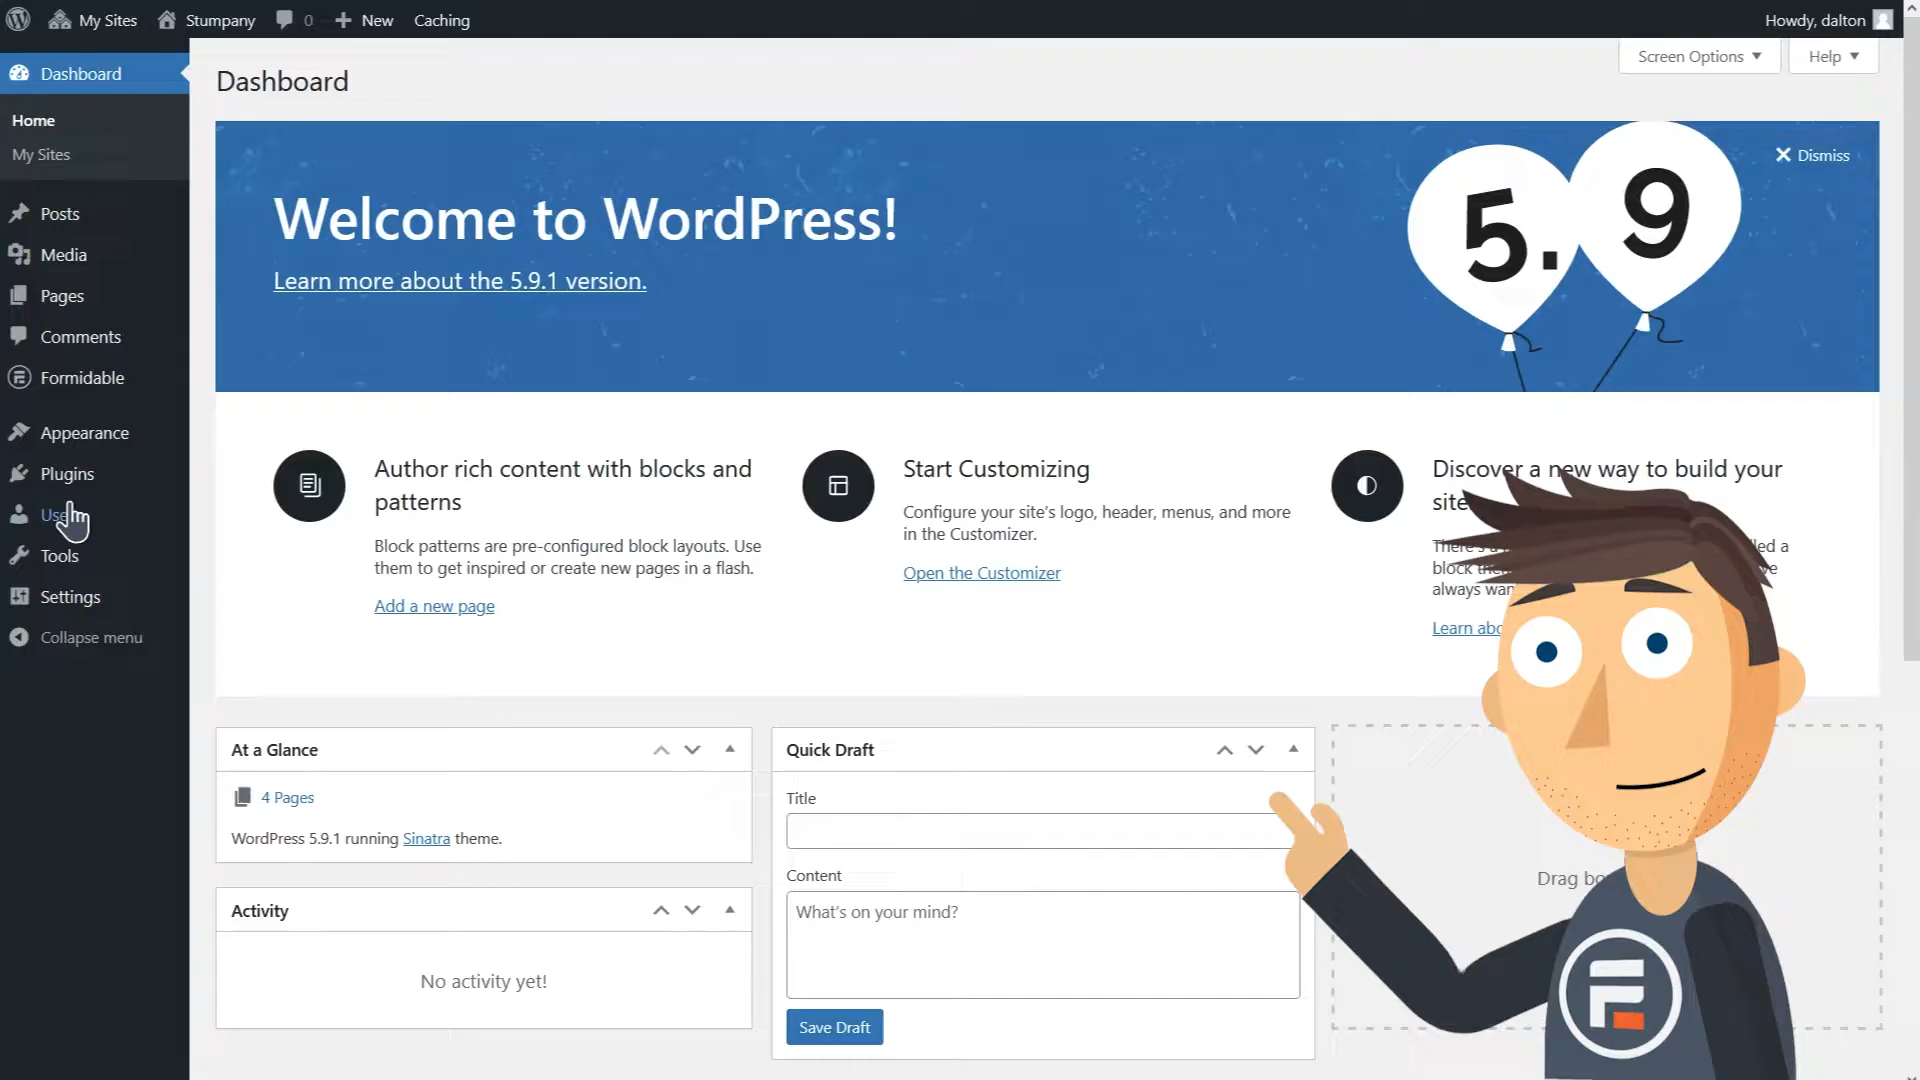 My Sites
Stumpany
0
New
Caching
Howdy, dalton
Dashboard
Home
My Sites
Posts
Media
Pages
Comments
Formidable
Appearance
Plugins
Tools
Settings
Collapse menu
Screen Options
Help
Dashboard
Dismiss
Welcome to WordPress!
Learn more about the 5.9.1 version.
5.9
Author rich content with blocks and
patterns
Block patterns are pre-configured block layouts. Use
them to get inspired or create new pages in a flash.
Add a new page
Start Customizing
Configure your site's logo, header, menus, and more
in the Customizer.
Open the Customizer
Discover a new way to build your
There's a
block
always
Learn
At a Glance
4 Pages
WordPress 5.9.1 running Sinatra theme.
Activity
No activity yet!
Quick Draft
Title
Content
What's on your mind?
Save Draft
Drag